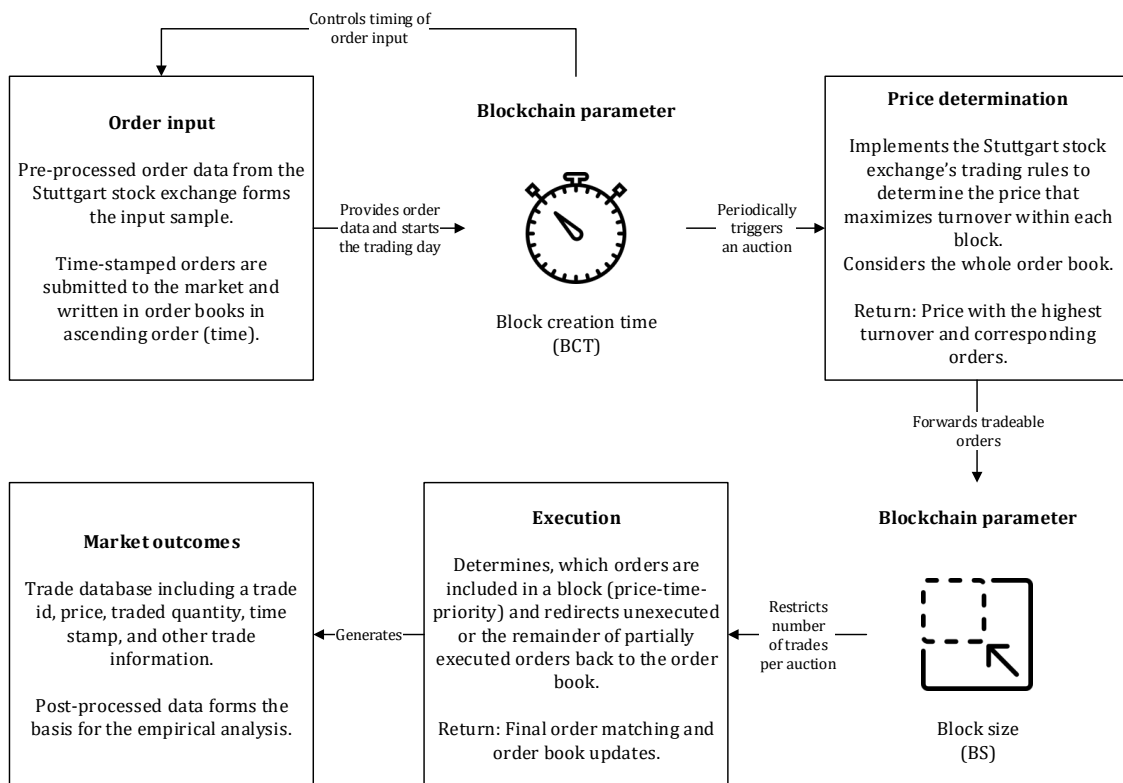 Controls timing of
order input
Order input
Pre-processed order data from the
Stuttgart stock exchange forms
the input sample.
Time-stamped orders are
submitted to the market and
written in order books in
ascending order (time).
Provides order
data and starts
the trading day
Blockchain parameter
Block creation time
(BCT)
Periodically
triggers
an auction
Price determination
Implements the Stuttgart stock
exchange’s trading rules to
determine the price that
maximizes turnover within each
block.
Considers the whole order book.
Return: Price with the highest
turnover and corresponding
orders.
Forwards tradeable
orders
Blockchain parameter
Block size
(BS)
Restricts
number
of trades
per auction
Execution
Determines, which orders are
included in a block (price-time-
priority) and redirects unexecuted
or the remainder of partially
executed orders back to the order
book.
Return: Final order matching and
order book updates.
Generates
Market outcomes
Trade database including a trade
id, price, traded quantity, time
stamp, and other trade
information.
Post-processed data forms the
basis for the empirical analysis.